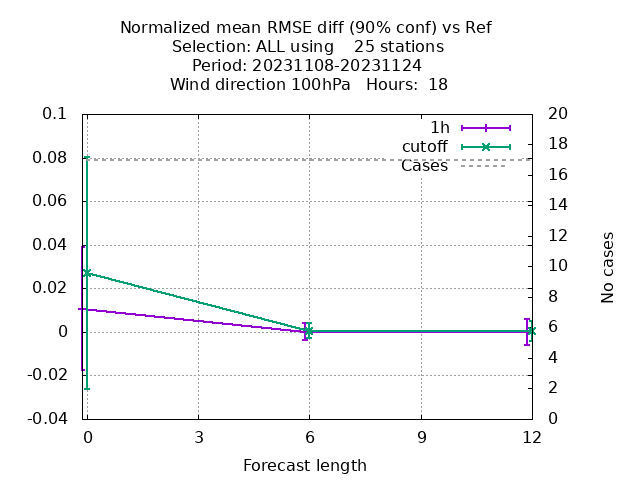 Normalized mean RMSE diff (90% conf) vs Ref
Selection: ALL using    25 stations
Period: 20231108-20231124
Wind direction 100hPa   Hours:  18
1h
cutoff
Cases
0.1
0.08
0.06
0.04
0.02
0
-0.02
-0.04
20
18
16
14
12
10
8
6
4
2
0
No cases
0
3
6
9
12
Forecast length